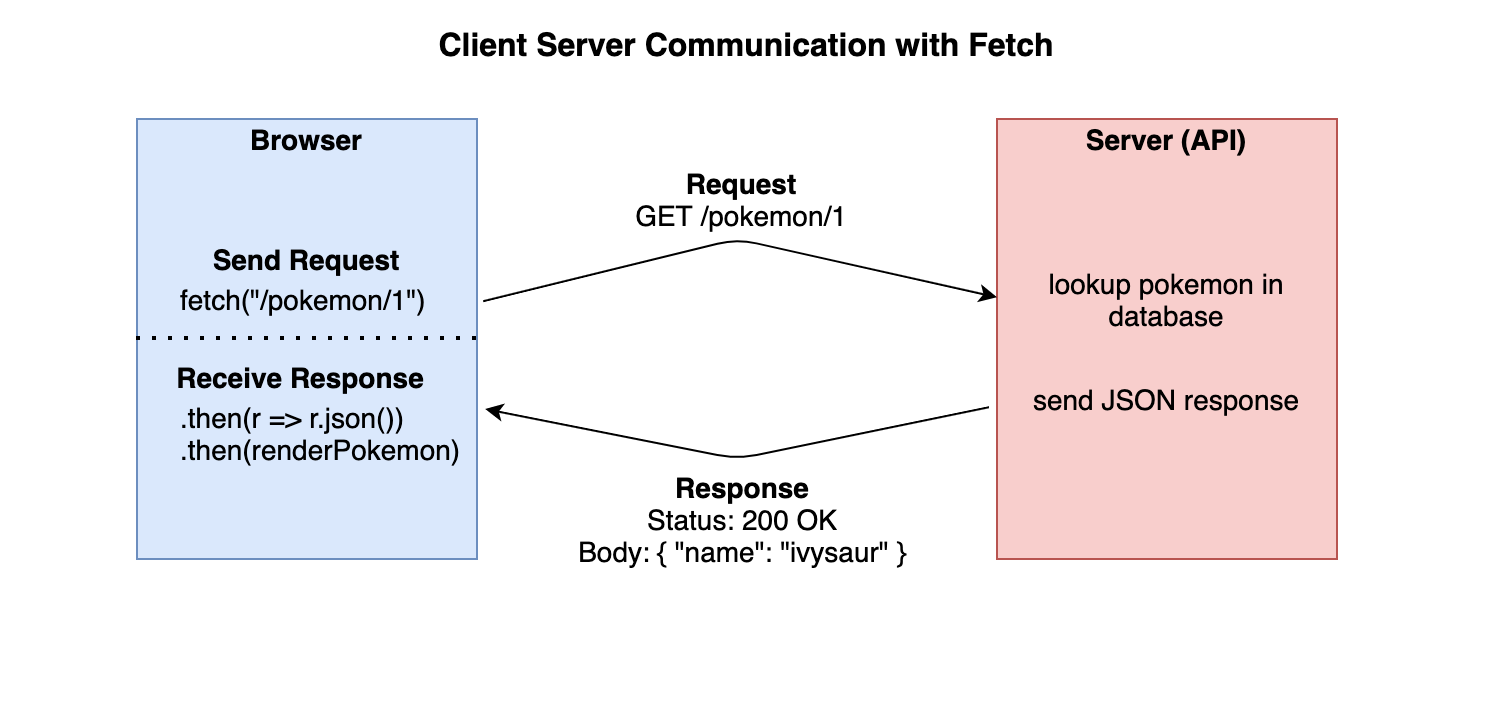 Client Server Communication with Fetch
Browser
Send Request
fetch("/pokemon/1")
Receive Response
.then(r => r.json())
.then(renderPokemon)
Request
GET /pokemon/1
Response
Status: 200 OK
Body: { "name": "ivysaur" }
Server (API)
lookup pokemon in
database
send JSON response